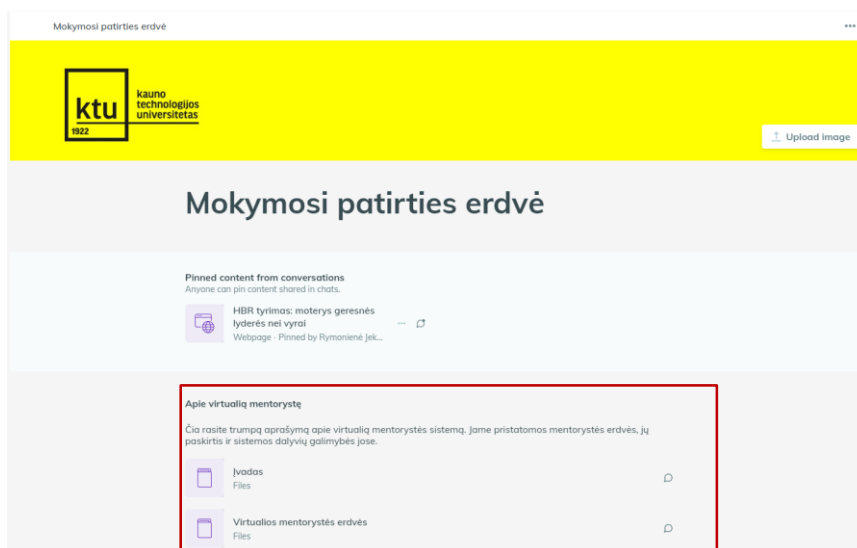 Mokymosi patirties erdvė
ktu
1922
kauno
technologijos
universitetas
Upload image
Mokymosi patirties erdvė
Pinned content from conversations
Anyone can pin content shared in chats.
HBR tyrimas: moterys geresnės
lyderės nei vyrai
Webpage · Pinned by Rymonienė Jek...
Apie virtualią mentorystę
Čia rasite trumpą aprašymą apie virtualią mentorystės sistemą. Jame pristatomos mentorystės erdvės, jų
paskirtis ir sistemos dalyvių galimybės jose.
Įvadas
Files
Virtualios mentorystės erdvės
Files